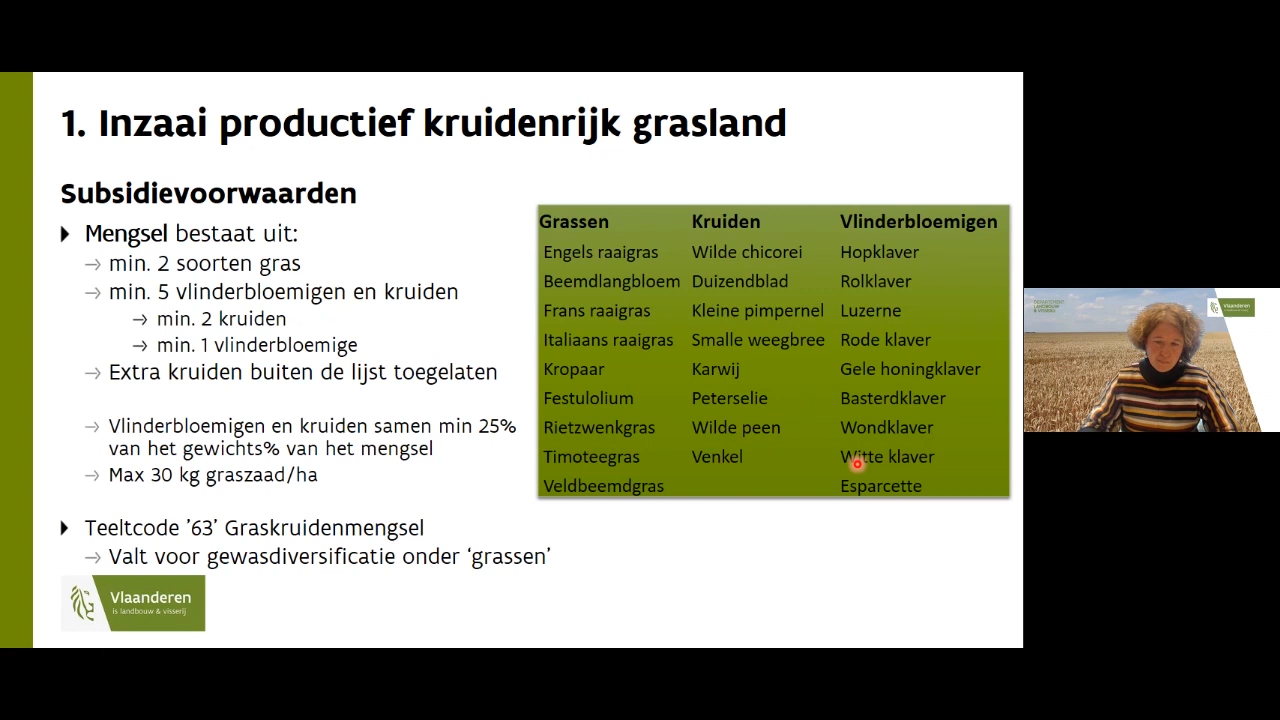 1. Inzaai productief kruidenrijk grasland
Subsidievoorwaarden
Mengsel bestaat uit:
→ min. 2 soorten gras
→ min. 5 vlinderbloemigen en kruiden
→ min. 2 kruiden
→ min. 1 vlinderbloemige
→ Extra kruiden buiten de lijst toegelaten
→ Vlinderbloemigen en kruiden samen min 25%
van het gewichts% van het mengsel
→ Max 30 kg graszaad/ha
Teeltcode ’63’ Graskruidenmengsel
→ Valt voor gewasdiversificatie onder ‘grassen’
Grassen Kruiden Vlinderbloemigen
Engels raaigras Wilde chicorei Hopklaver
Beemdlangbloem Duizendblad Rolklaver
Frans raaigras Kleine pimpernel Luzerne
Italiaans raaigras Smalle weegbree Rode klaver
Kropaar Karwij Gele honingklaver
Festulolium Peterselie Basterdklaver
Rietzwenkgras Wilde peen Wondklaver
Timoteegras Venkel Witte klaver
Veldbeemdgras Esparcette
Vlaanderen
is landbouw & visserij
DEPARTEMENT
LANDBOUW
& VISSERIJ
Vlaanderen